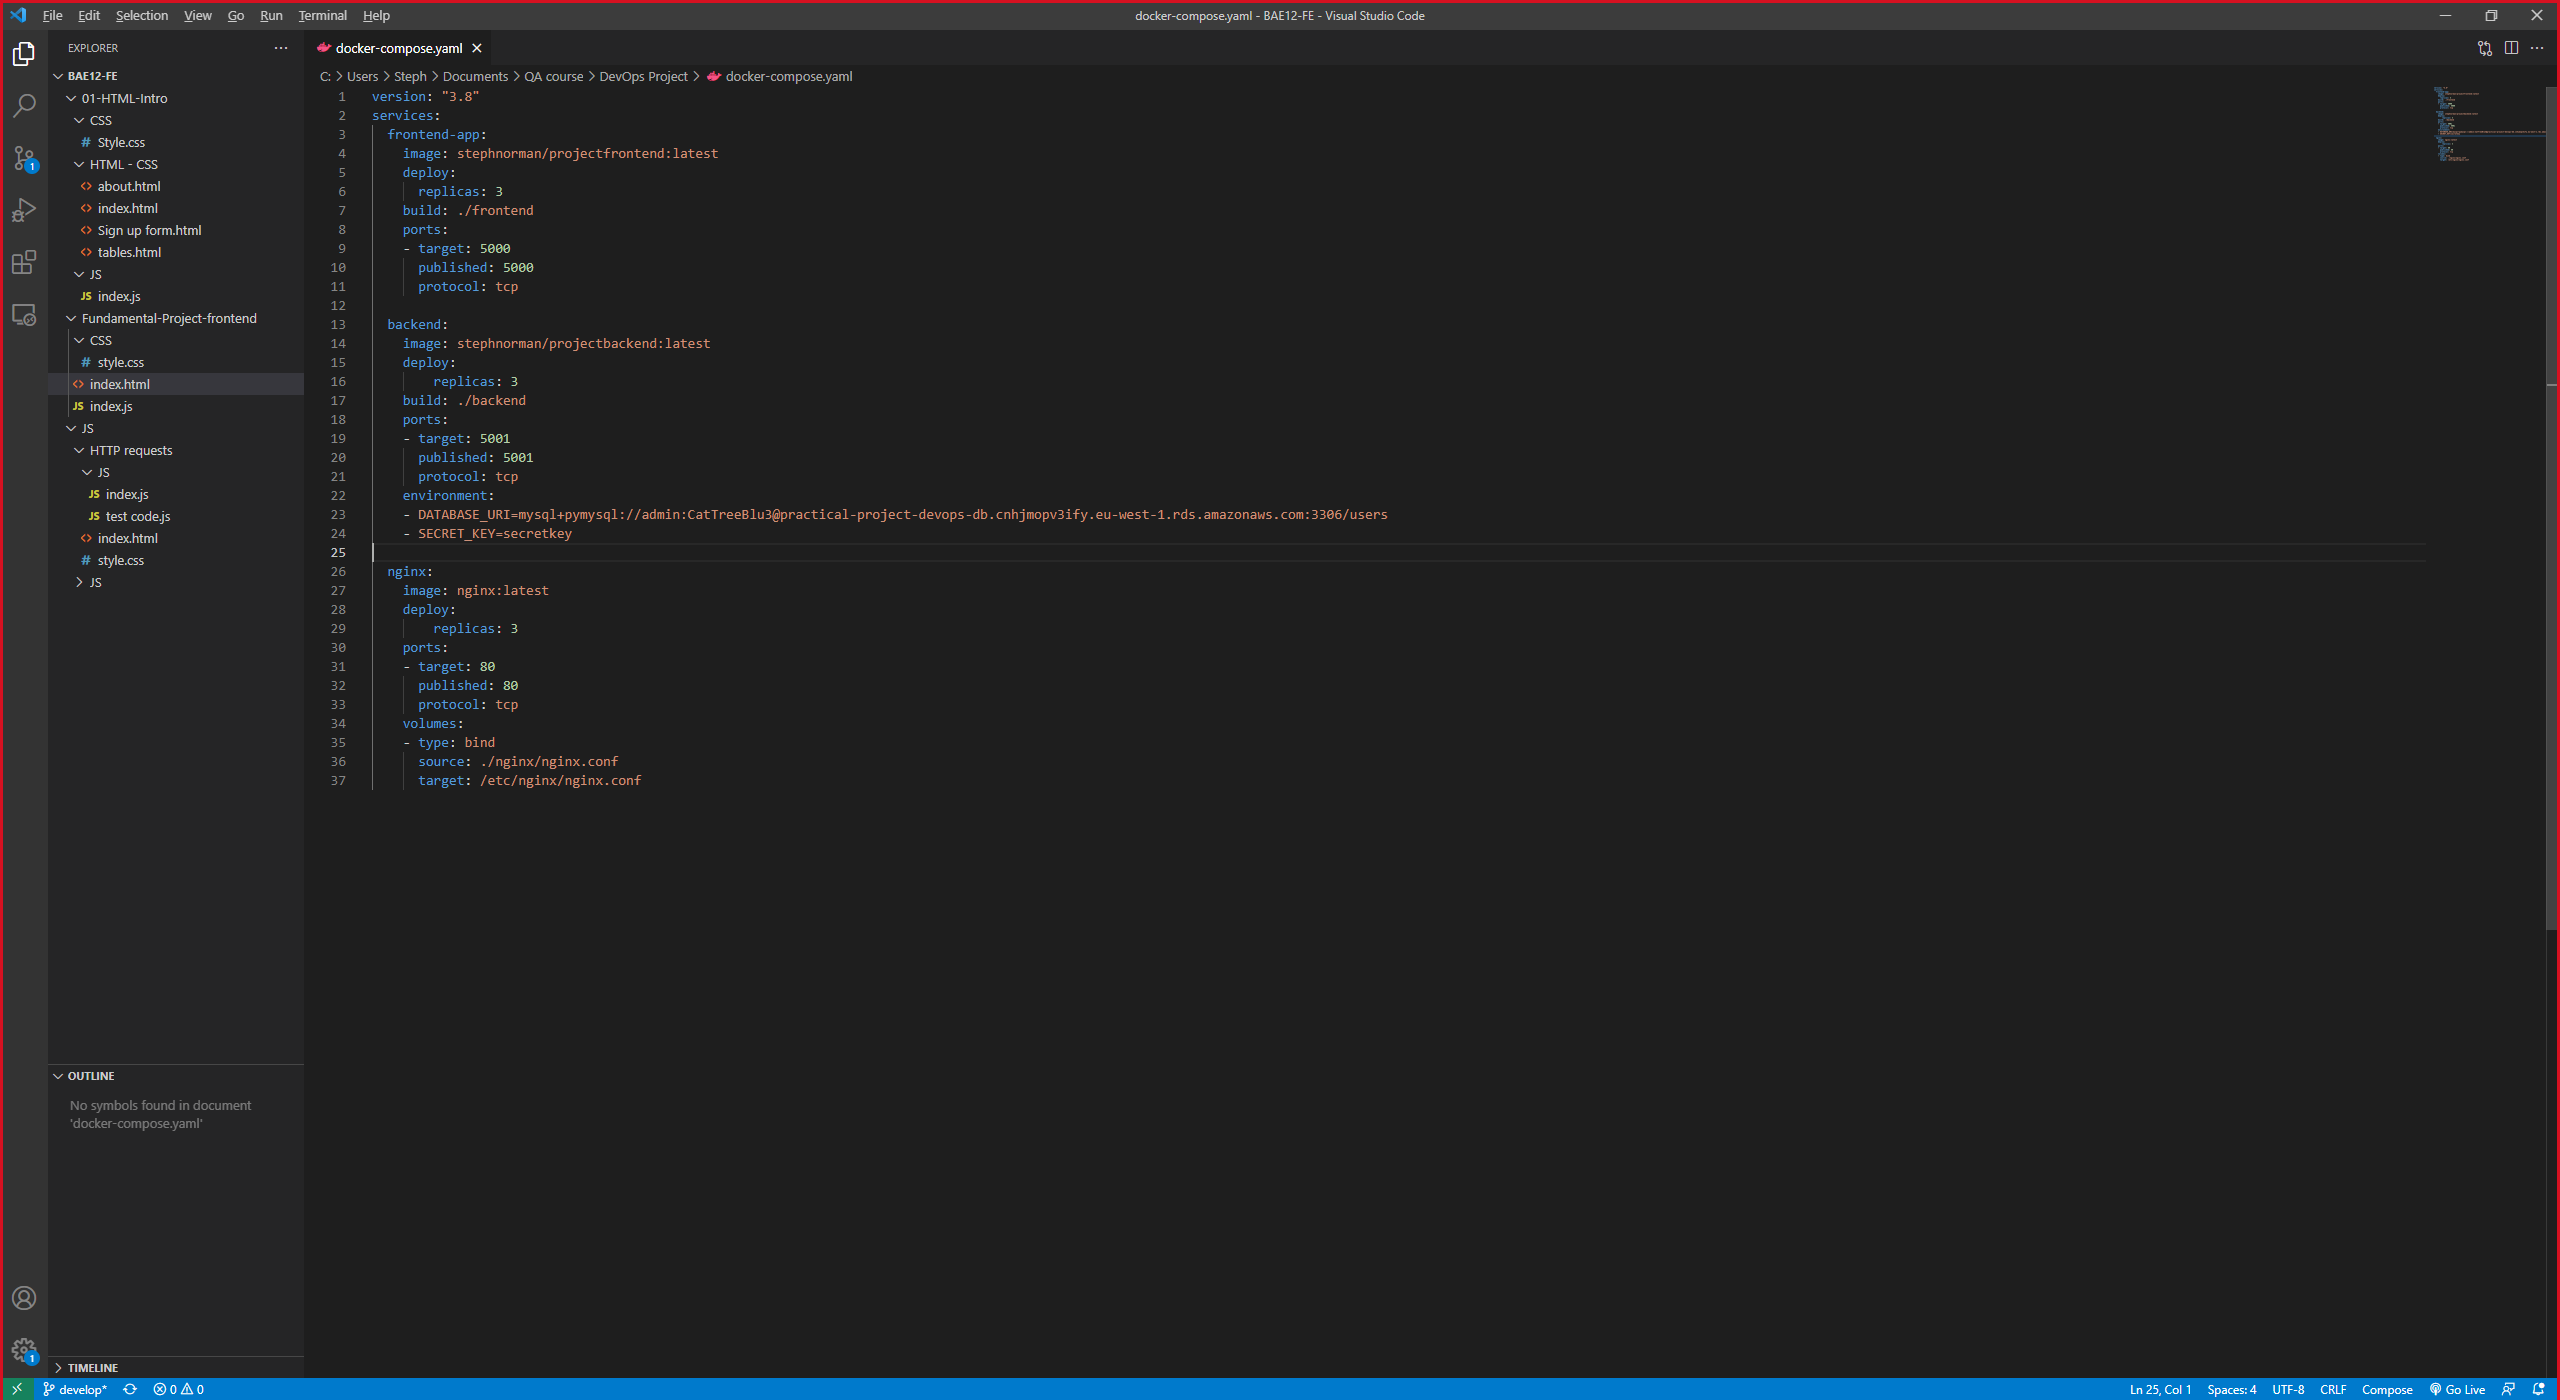 File Edit Selection View Go Run Terminal Help
docker-compose.yaml - BAE12-FE - Visual Studio Code
EXPLORER
BAE12-FE
01-HTML-Intro
CSS
# Style.css
HTML - CSS
<> about.html
<> index.html
<> Sign up form.html
<> tables.html
JS
JS index.js
Fundamental-Project-frontend
CSS
# style.css
<> index.html
JS index.js
JS
HTTP requests
JS
JS index.js
JS test code.js
<> index.html
# style.css
JS
OUTLINE
No symbols found in document
'docker-compose.yaml'
TIMELINE
docker-compose.yaml
C: > Users > Steph > Documents > QA course > DevOps Project > docker-compose.yaml
1 version: "3.8"
2 services:
3 frontend-app:
4 image: stephnorman/projectfrontend:latest
5 deploy:
6 replicas: 3
7 build: ./frontend
8 ports:
9 - target: 5000
10 published: 5000
11 protocol: tcp
12
13 backend:
14 image: stephnorman/projectbackend:latest
15 deploy:
16 replicas: 3
17 build: ./backend
18 ports:
19 - target: 5001
20 published: 5001
21 protocol: tcp
22 environment:
23 - DATABASE_URI=mysql+pymysql://admin:CatTreeBlu3@practical-project-devops-db.cnhjmopv3ify.eu-west-1.rds.amazonaws.com:3306/users
24 - SECRET_KEY=secretkey
25
26 nginx:
27 image: nginx:latest
28 deploy:
29 replicas: 3
30 ports:
31 - target: 80
32 published: 80
33 protocol: tcp
34 volumes:
35 - type: bind
36 source: ./nginx/nginx.conf
37 target: /etc/nginx/nginx.conf
1
1
develop* 0 0
Ln 25, Col 1 Spaces: 4 UTF-8 CRLF Compose Go Live